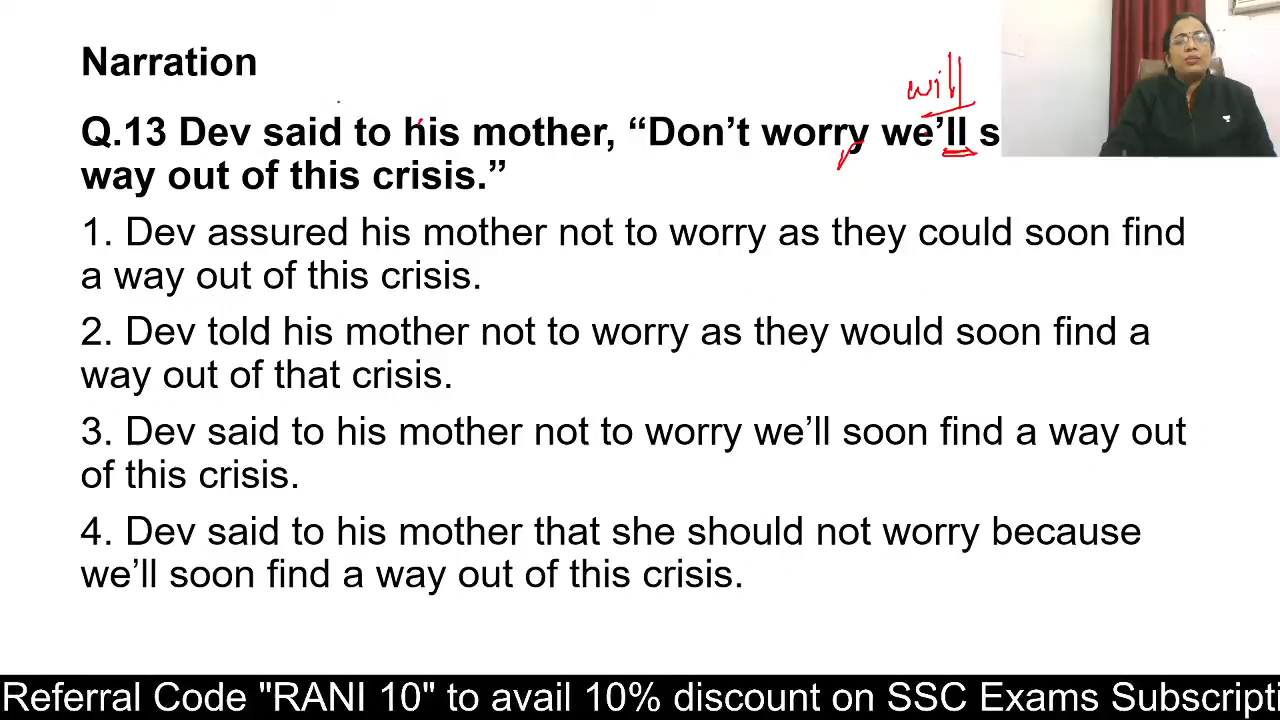 Narration
will
Q.13 Dev said to his mother, “Don’t worry we’ll s
way out of this crisis.”
1. Dev assured his mother not to worry as they could soon find
a way out of this crisis.
2. Dev told his mother not to worry as they would soon find a
way out of that crisis.
3. Dev said to his mother not to worry we’ll soon find a way out
of this crisis.
4. Dev said to his mother that she should not worry because
we’ll soon find a way out of this crisis.
Referral Code "RANI 10" to avail 10% discount on SSC Exams Subscripti